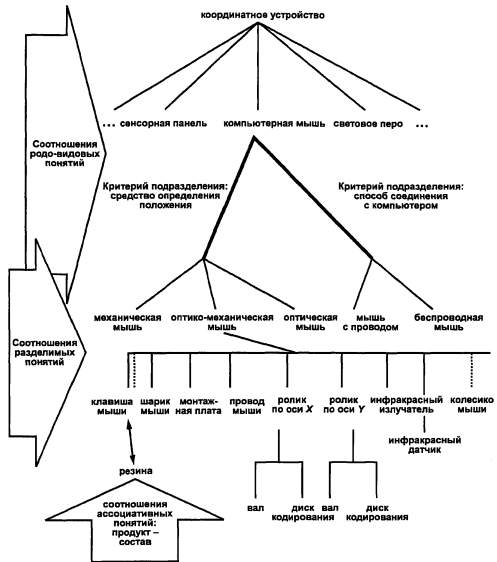 координатное устройство
... сенсорная панель компьютерная мышь световое перо ...
Соотношения
родо-видовых
понятий
Критерий подразделения:
средство определения
положения
Критерий подразделения:
способ соединения
с компьютером
Соотношения
разделимых
понятий
механическая
мышь
оптико-механическая
мышь
оптическая
мышь
мышь
с проводом
беспроводная
мышь
клавиша
мыши
шарик
мыши
монтаж-
ная плата
провод
мыши
ролик
по оси X
ролик
по оси Y
инфракрасный
излучатель
колесико
мыши
инфракрасный
датчик
резина
вал
диск
кодирования
вал
диск
кодирования
соотношения
ассоциативных
понятий:
продукт –
состав